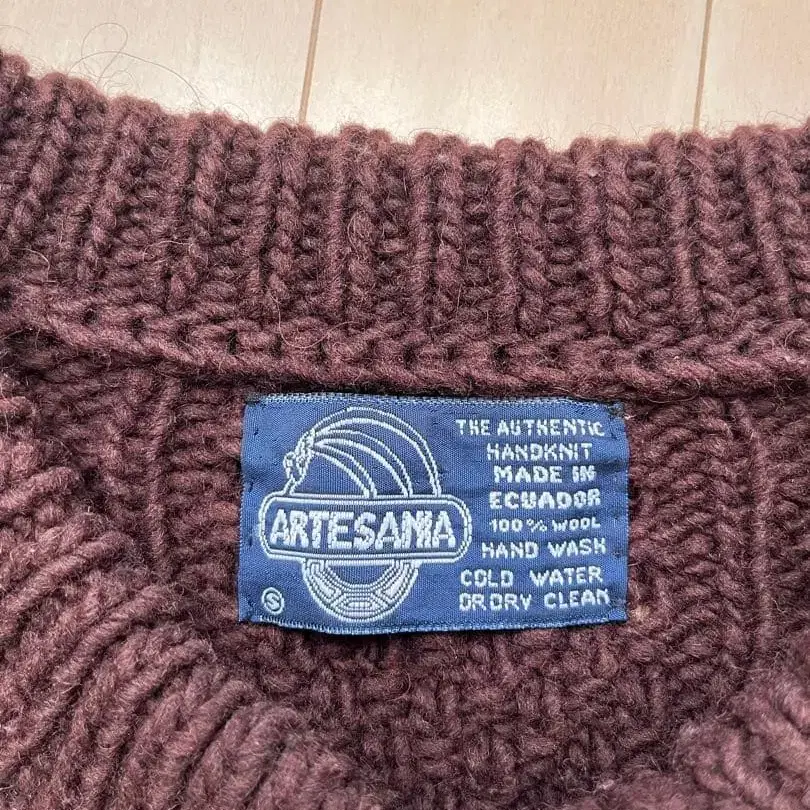 ARTESANIA
S
THE AUTHENTIC
HANDKNIT
MADE IN
ECUADOR
100% WOOL
HAND WASH
COLD WATER
OR DRY CLEAN